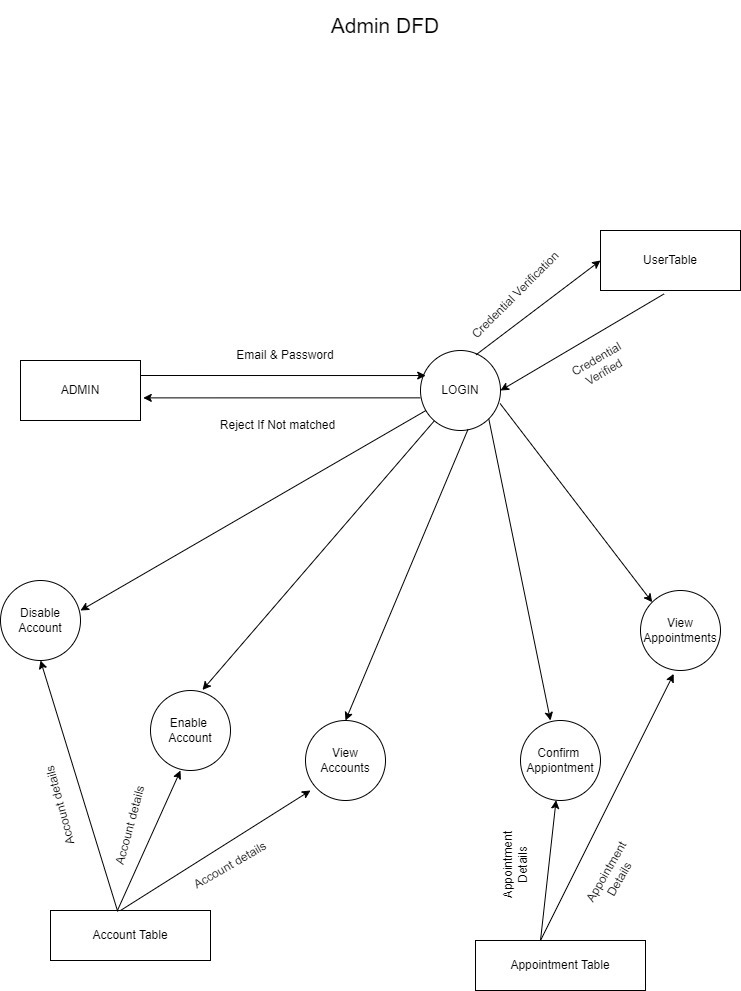 Admin DFD
UserTable
Credential Verification
Credential
Verified
Email & Password
ADMIN
LOGIN
Reject If Not matched
Disable
Account
View
Appointments
Enable
Account
View
Accounts
Confirm
Appiontment
Account details
Account details
Account details
Appointment
Details
Appointment
Details
Account Table
Appointment Table